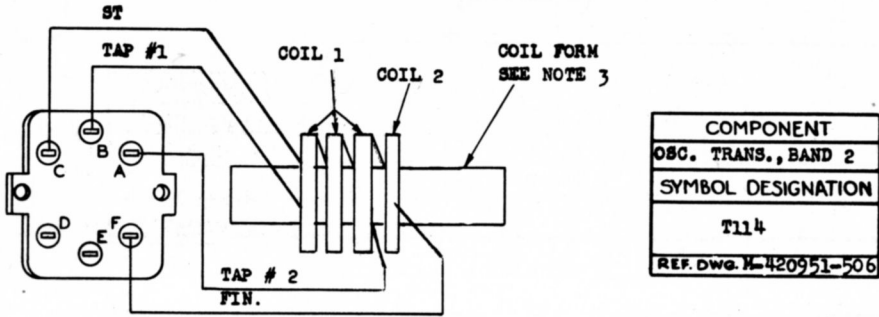 ST
TAP #1
COIL 1
COIL 2
COIL FORM
SEE NOTE 3
B
C
A
D
F
E
TAP # 2
FIN.
COMPONENT
OSC. TRANS., BAND 2
SYMBOL DESIGNATION
T114
REF. DWG. M-420951-506